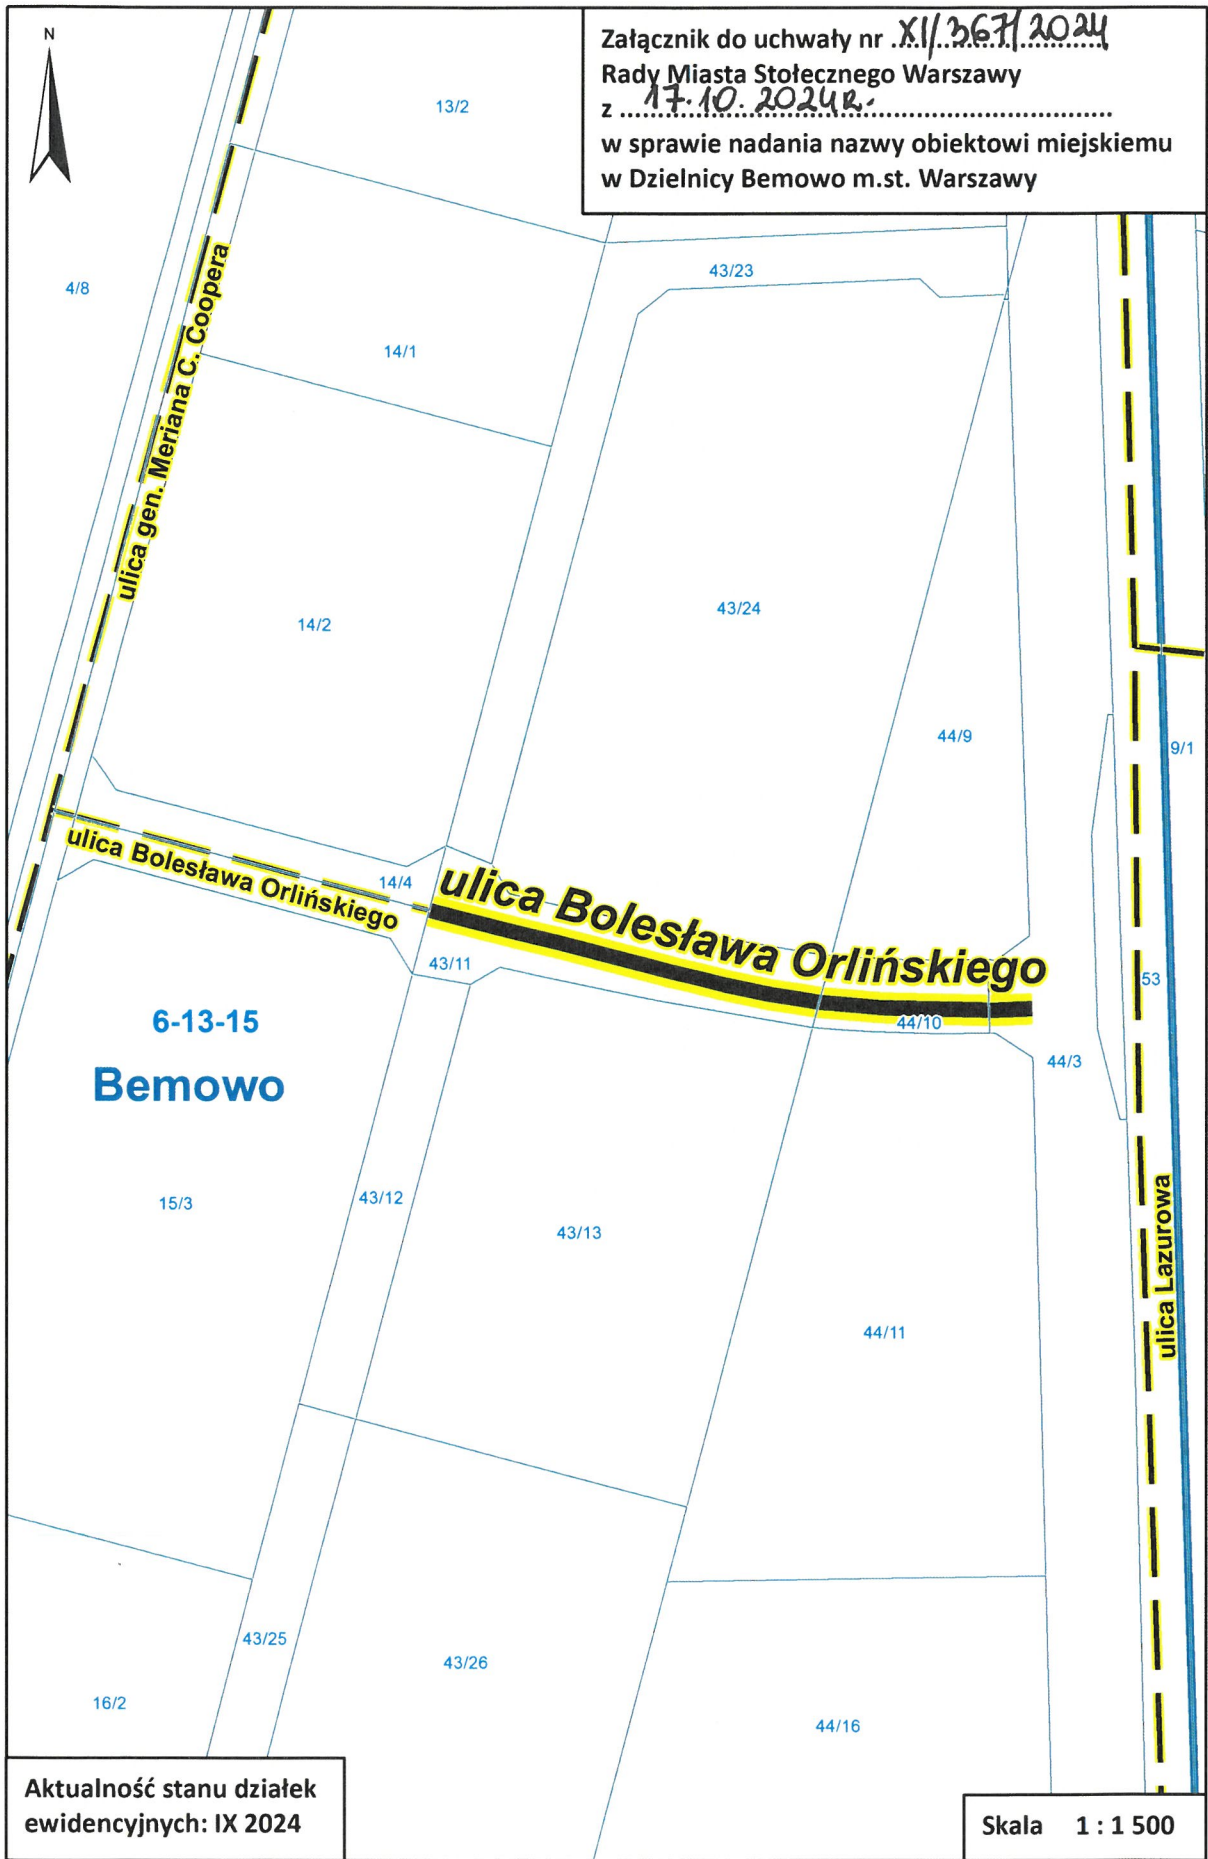 N
Załącznik do uchwały nr XI/367/2024
Rady Miasta Stołecznego Warszawy
z 17.10.2024R.
w sprawie nadania nazwy obiektowi miejskiemu
w Dzielnicy Bemowo m.st. Warszawy
13/2
4/8
43/23
14/1
ulica gen. Meriana C. Coopera
14/2
43/24
44/9
9/1
ulica Bolesława Orlińskiego
14/4
ulica Bolesława Orlińskiego
43/11
53
6-13-15
44/10
44/3
Bemowo
15/3
43/12
43/13
ulica Lazurowa
44/11
43/25
43/26
16/2
44/16
Aktualność stanu działek
ewidencyjnych: IX 2024
Skala 1 : 1 500